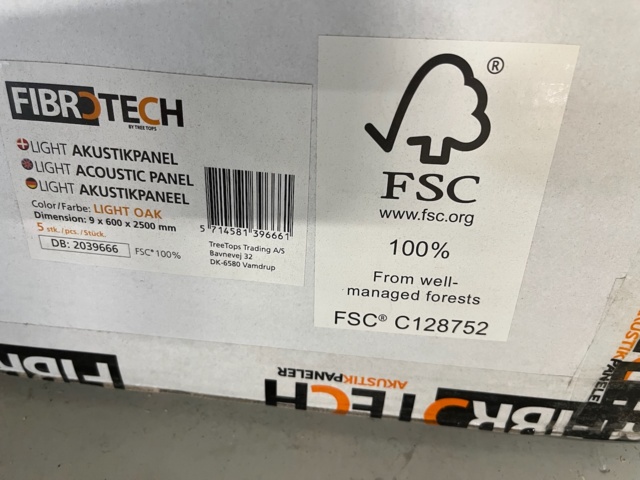 FIBROTECH
BY TREE TOPS
LIGHT AKUSTIKPANEL
LIGHT ACOUSTIC PANEL
LIGHT AKUSTIKPANEEL
Color/Farbe: LIGHT OAK
Dimension: 9 x 600 x 2500 mm
5 stk./pcs./Stück.
DB: 2039666
FSC® 100%
5 714581 396661
TreeTops Trading A/S
Bavnevej 32
DK-6580 Vamdrup
®
FSC
www.fsc.org
100%
From well-
managed forests
FSC® C128752
FIBR
FIBROTECH
AKUSTIKPANELER
AKUSTIKPANELER